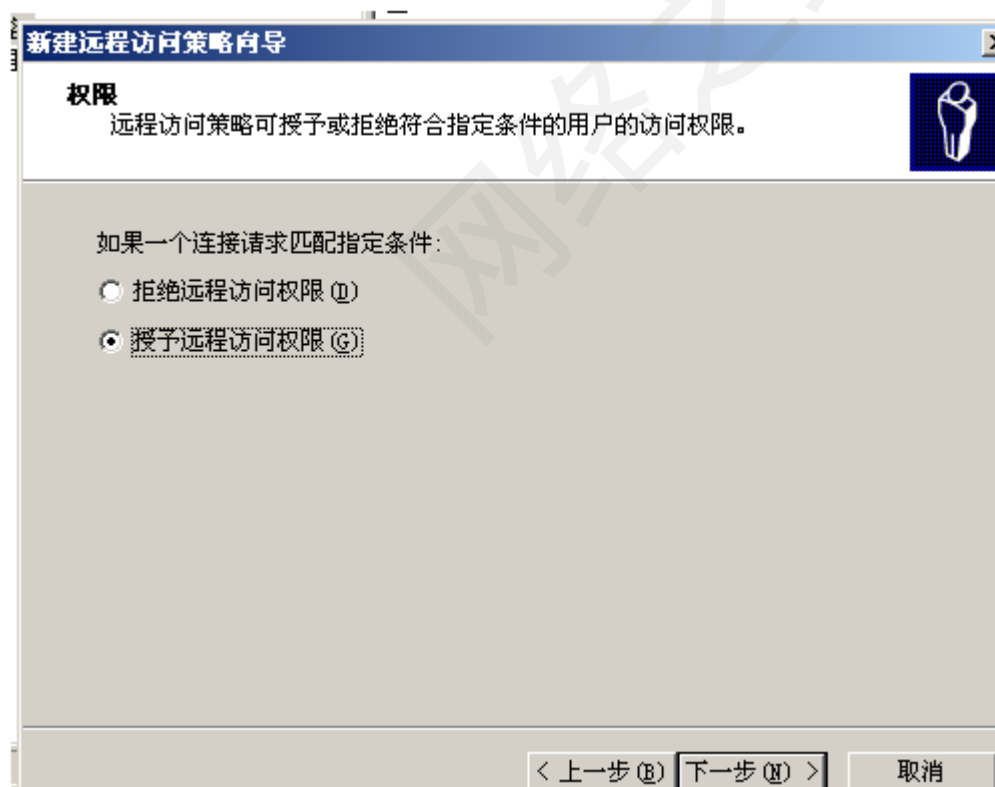 新建远程访问策略向导
权限
远程访问策略可授予或拒绝符合指定条件的用户的访问权限。
如果一个连接请求匹配指定条件:
拒绝远程访问权限(D)
授予远程访问权限(G)
< 上一步(B) 下一步(N) > 取消
网络之